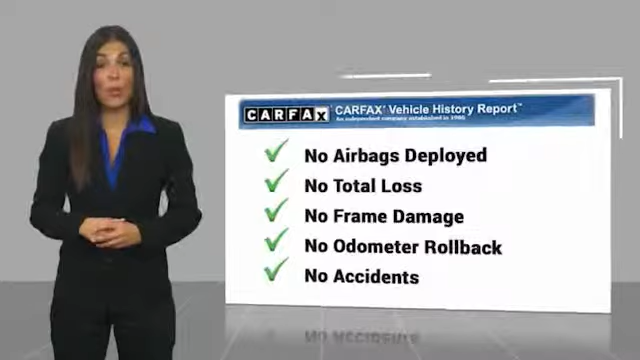 CARFAX CARFAX Vehicle History Report™
An independent company established in 1986
No Airbags Deployed
No Total Loss
No Frame Damage
No Odometer Rollback
No Accidents